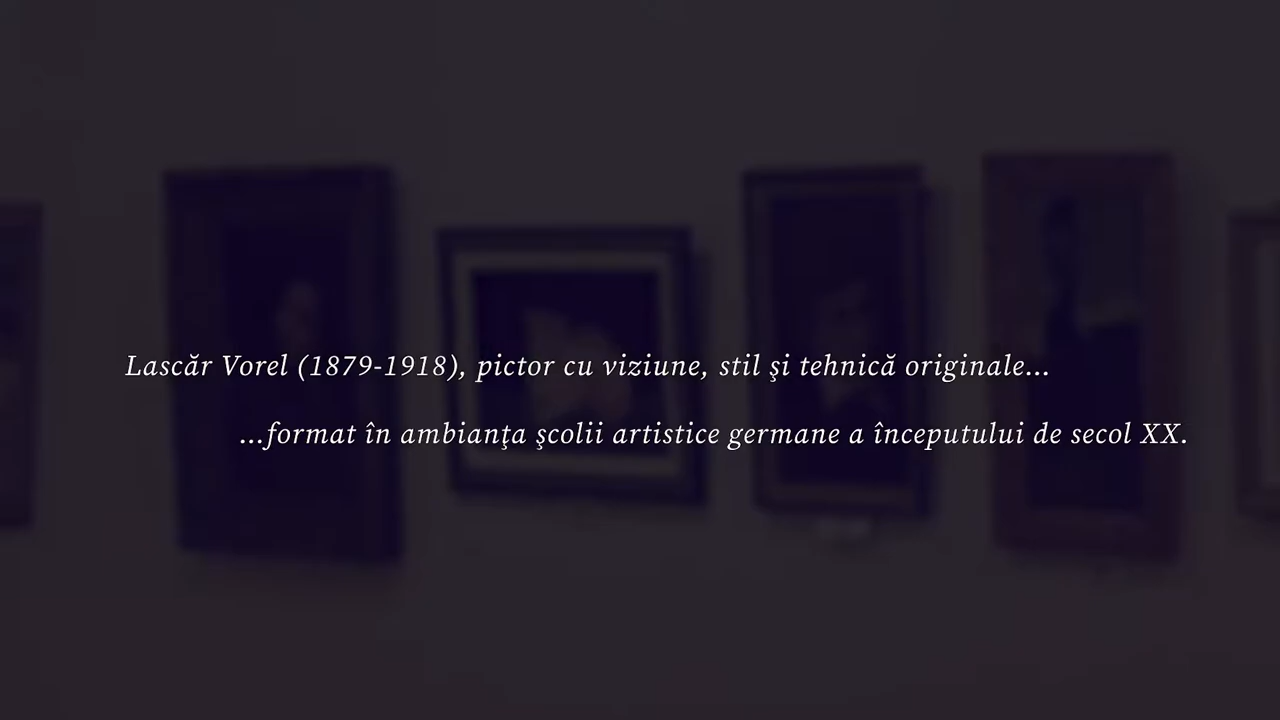 Lascăr Vorel (1879-1918), pictor cu viziune, stil şi tehnică originale...
...format în ambianţa şcolii artistice germane a începutului de secol XX.